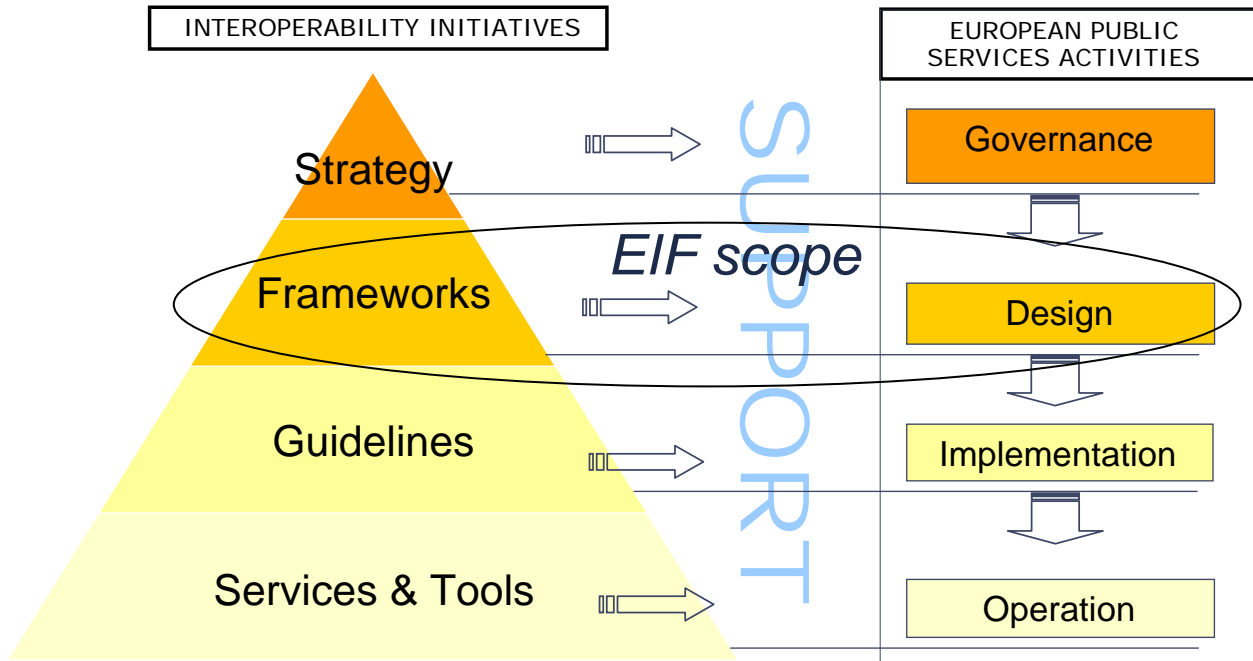 INTEROPERABILITY INITIATIVES
EUROPEAN PUBLIC
SERVICES ACTIVITIES
Strategy
SUPPORT
Governance
EIF scope
Frameworks
Design
Guidelines
Implementation
Services & Tools
Operation